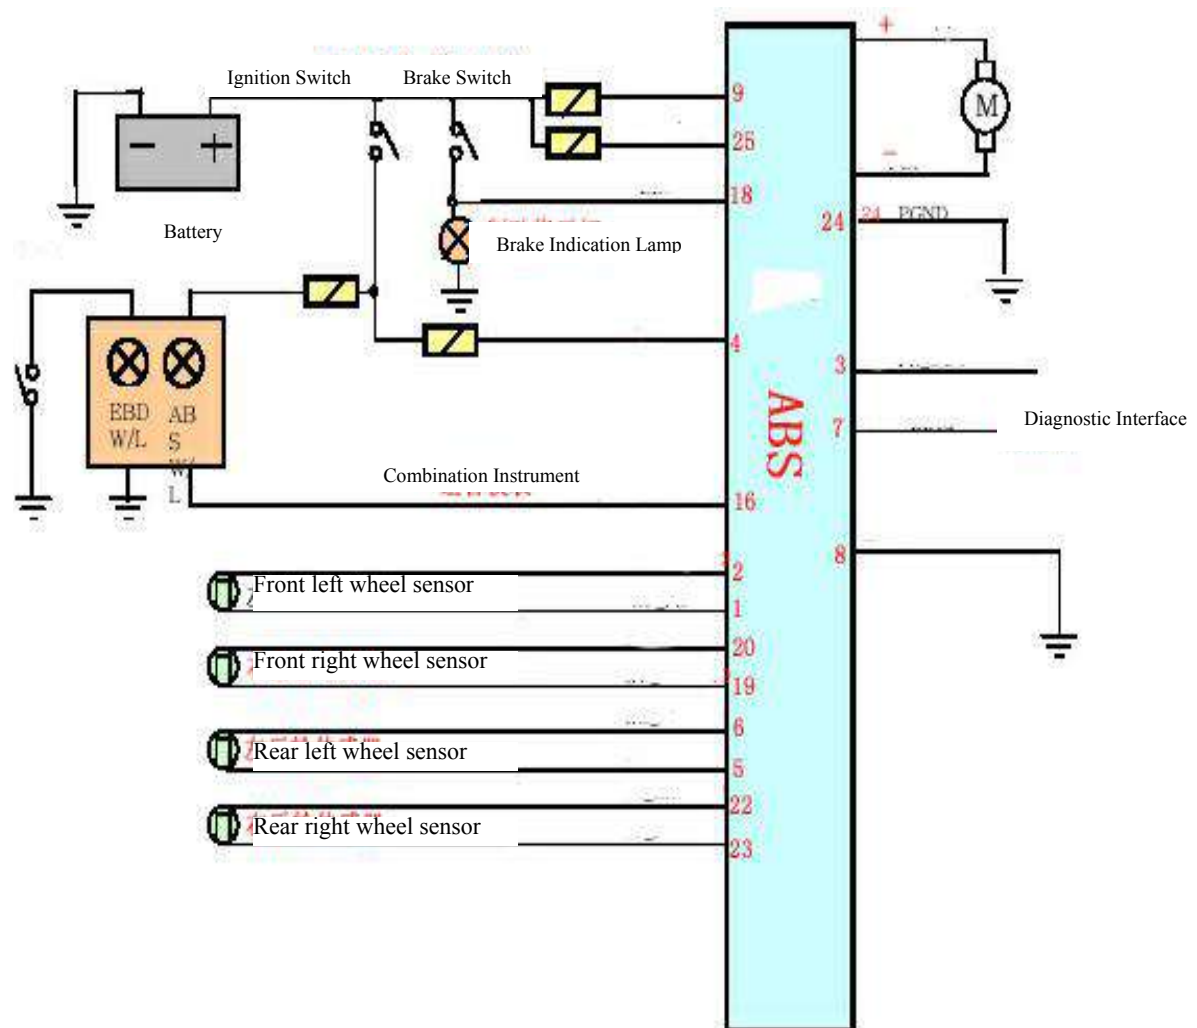 +
Ignition Switch
Brake Switch
9
M
25
- +
-
18
24 24 PGND
Battery
Brake Indication Lamp
4
3
EBD
W/L
AB
S
W/
L
ABS
7
Diagnostic Interface
Combination Instrument
16
8
2
Front left wheel sensor
1
20
Front right wheel sensor
19
6
Rear left wheel sensor
5
22
Rear right wheel sensor
23